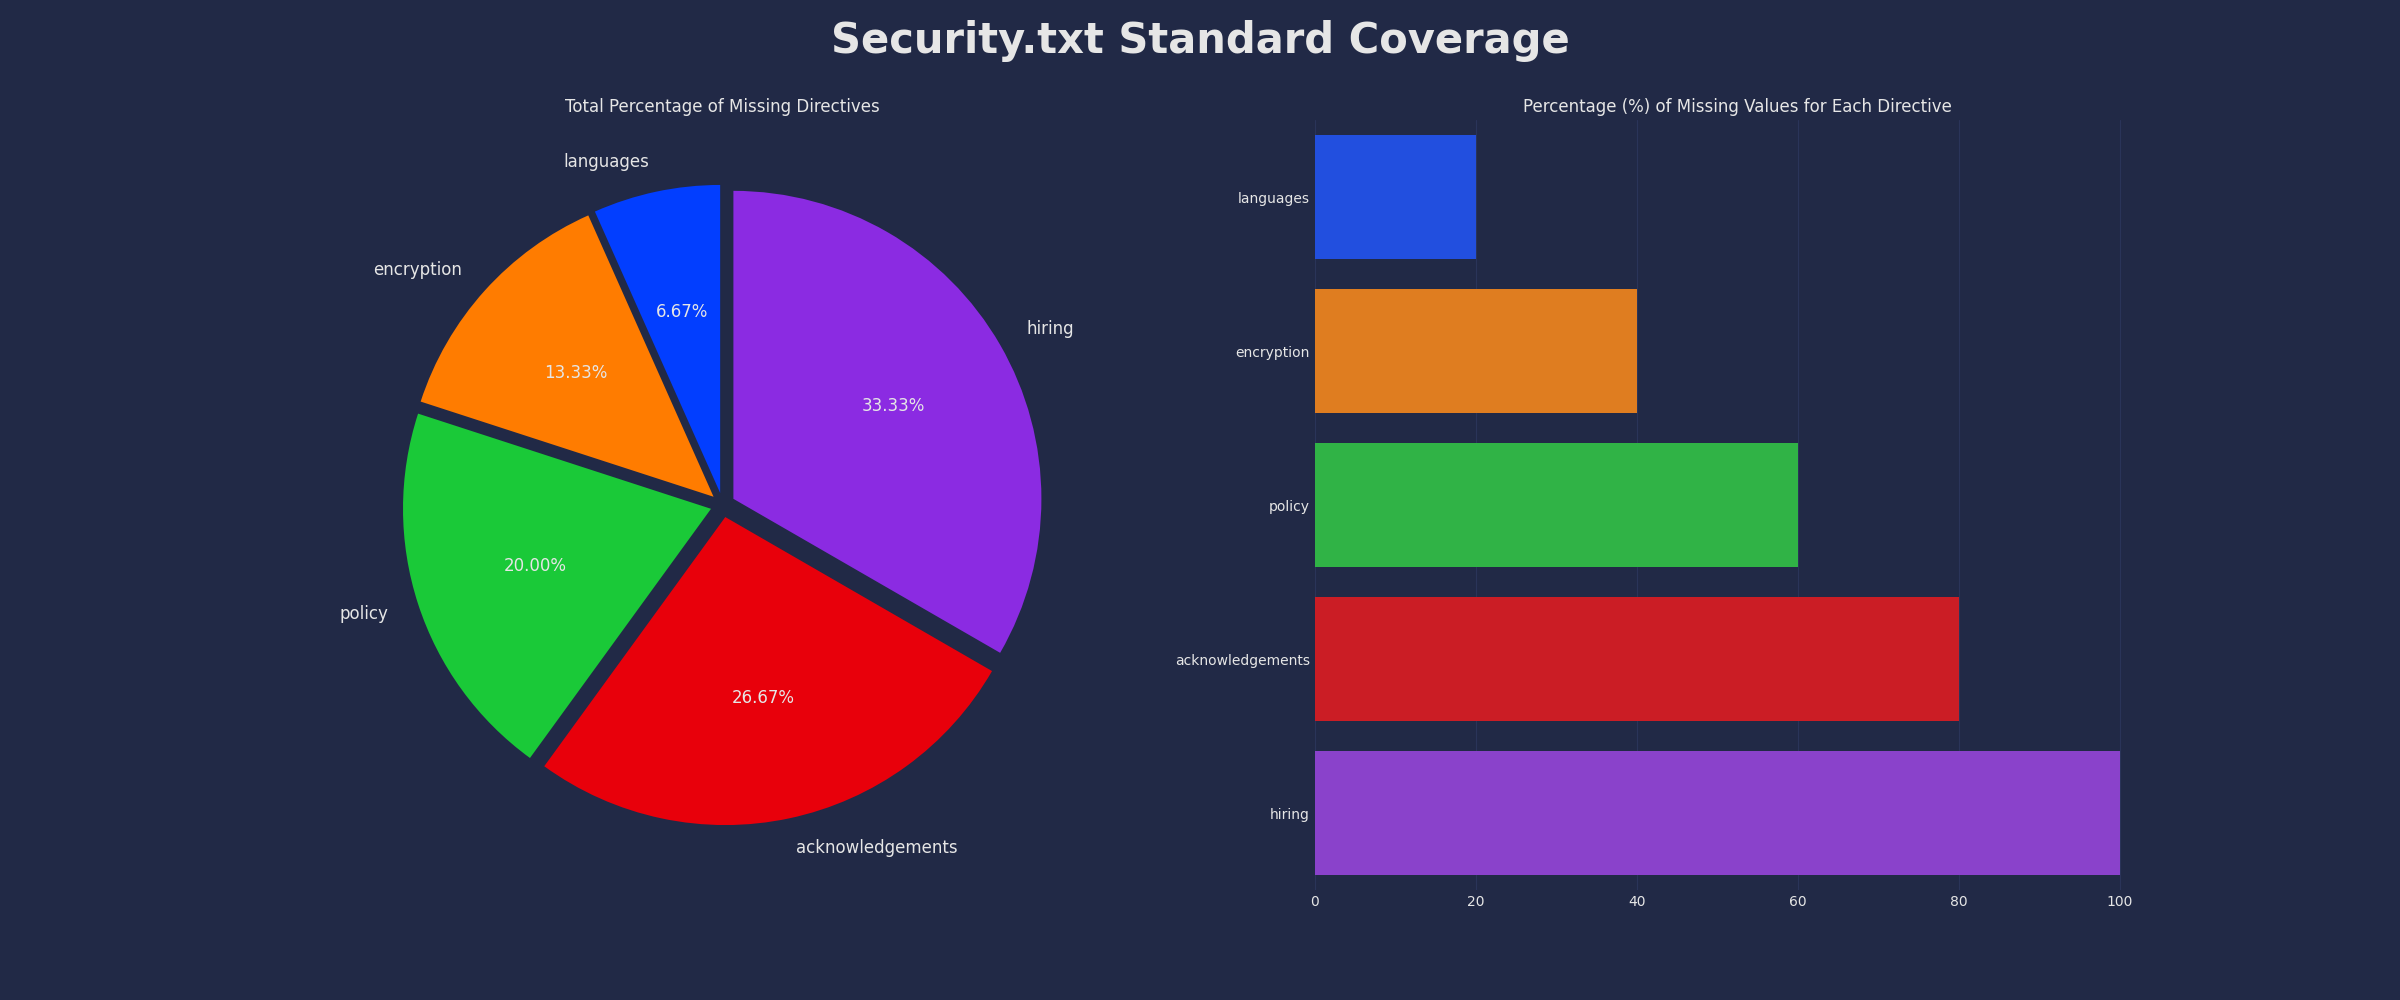 Security.txt Standard Coverage
Total Percentage of Missing Directives
languages
encryption
policy
acknowledgements
hiring
6.67%
13.33%
20.00%
26.67%
33.33%
Percentage (%) of Missing Values for Each Directive
languages
encryption
policy
acknowledgements
hiring
0 20 40 60 80 100